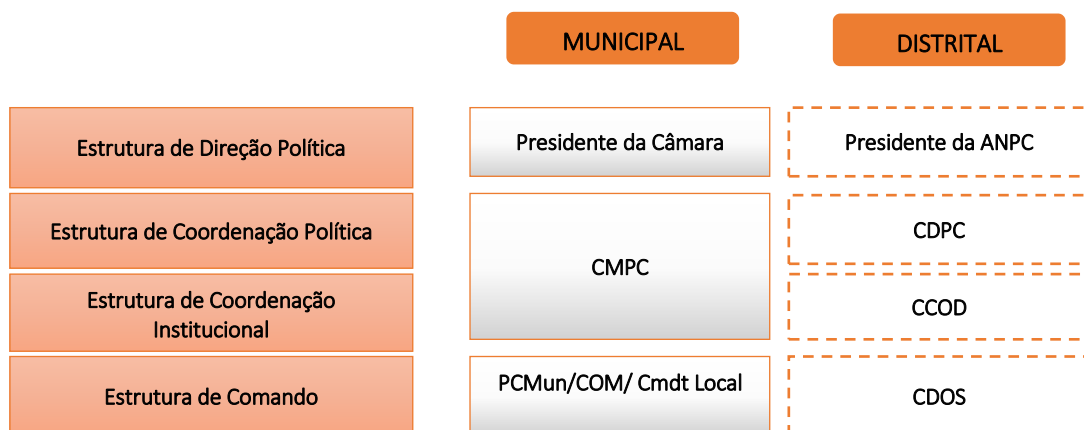 MUNICIPAL
DISTRITAL
Estrutura de Direção Política
Presidente da Câmara
Presidente da ANPC
Estrutura de Coordenação Política
CMPC
CDPC
Estrutura de Coordenação
Institucional
CCOD
Estrutura de Comando
PCMun/COM/ Cmdt Local
CDOS